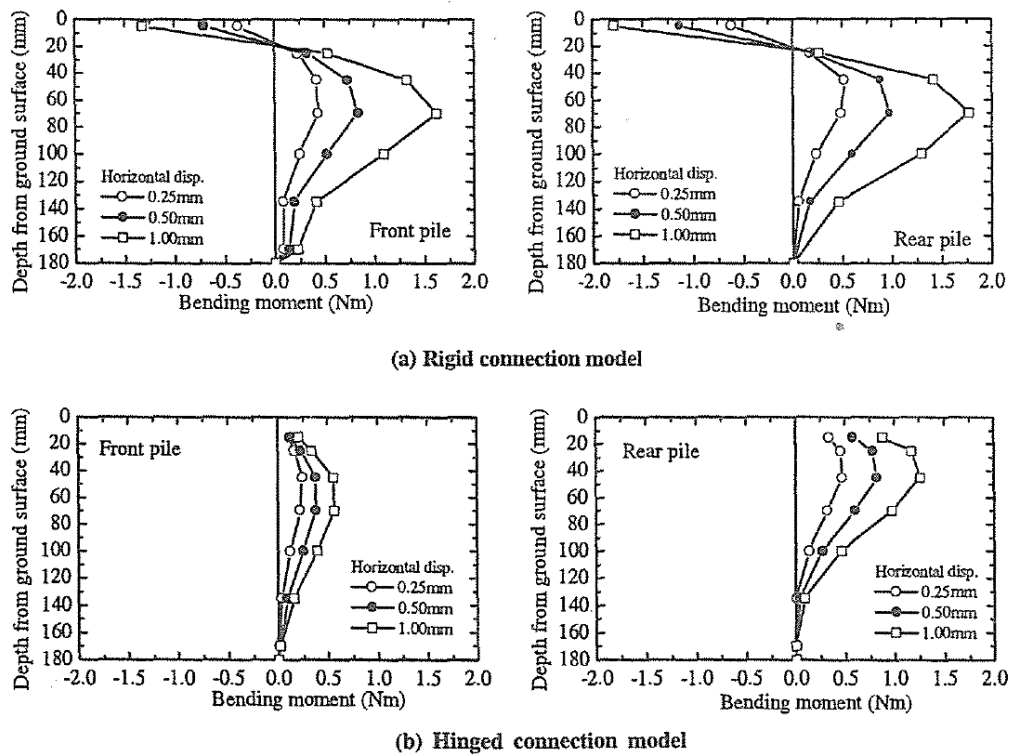 Depth from ground surface (mm)
0
20
40
60
80
100
120
140
160
180
Horizontal disp.
0.25mm
0.50mm
1.00mm
Front pile
-2.0 -1.5 -1.0 -0.5 0.0 0.5 1.0 1.5 2.0
Bending moment (Nm)
Depth from ground surface (mm)
0
20
40
60
80
100
120
140
160
180
Horizontal disp.
0.25mm
0.50mm
1.00mm
Rear pile
-2.0 -1.5 -1.0 -0.5 0.0 0.5 1.0 1.5 2.0
Bending moment (Nm)
(a) Rigid connection model
Depth from ground surface (mm)
0
20
40
60
80
100
120
140
160
180
Front pile
Horizontal disp.
0.25mm
0.50mm
1.00mm
-2.0 -1.5 -1.0 -0.5 0.0 0.5 1.0 1.5 2.0
Bending moment (Nm)
Depth from ground surface (mm)
0
20
40
60
80
100
120
140
160
180
Rear pile
Horizontal disp.
0.25mm
0.50mm
1.00mm
-2.0 -1.5 -1.0 -0.5 0.0 0.5 1.0 1.5 2.0
Bending moment (Nm)
(b) Hinged connection model